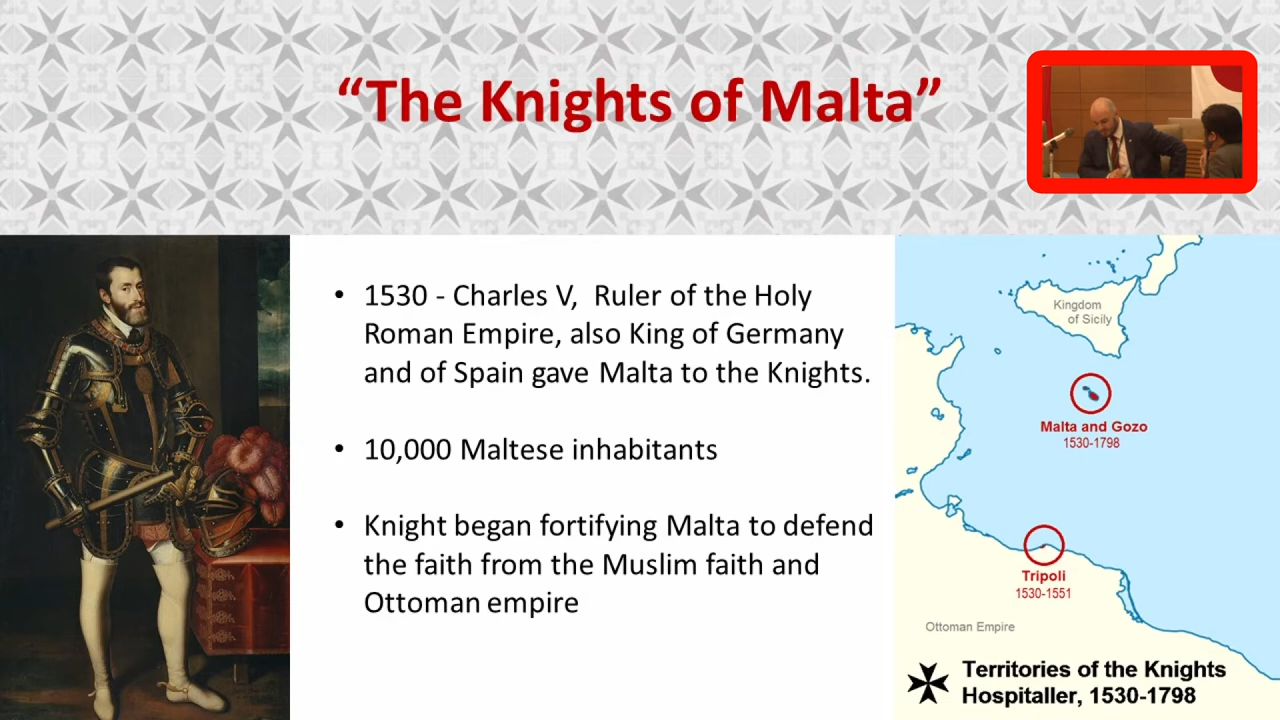 “The Knights of Malta”
• 1530 - Charles V, Ruler of the Holy
Roman Empire, also King of Germany
and of Spain gave Malta to the Knights.
• 10,000 Maltese inhabitants
• Knight began fortifying Malta to defend
the faith from the Muslim faith and
Ottoman empire
Kingdom
of Sicily
Malta and Gozo
1530-1798
Tripoli
1530-1551
Ottoman Empire
Territories of the Knights
Hospitaller, 1530-1798